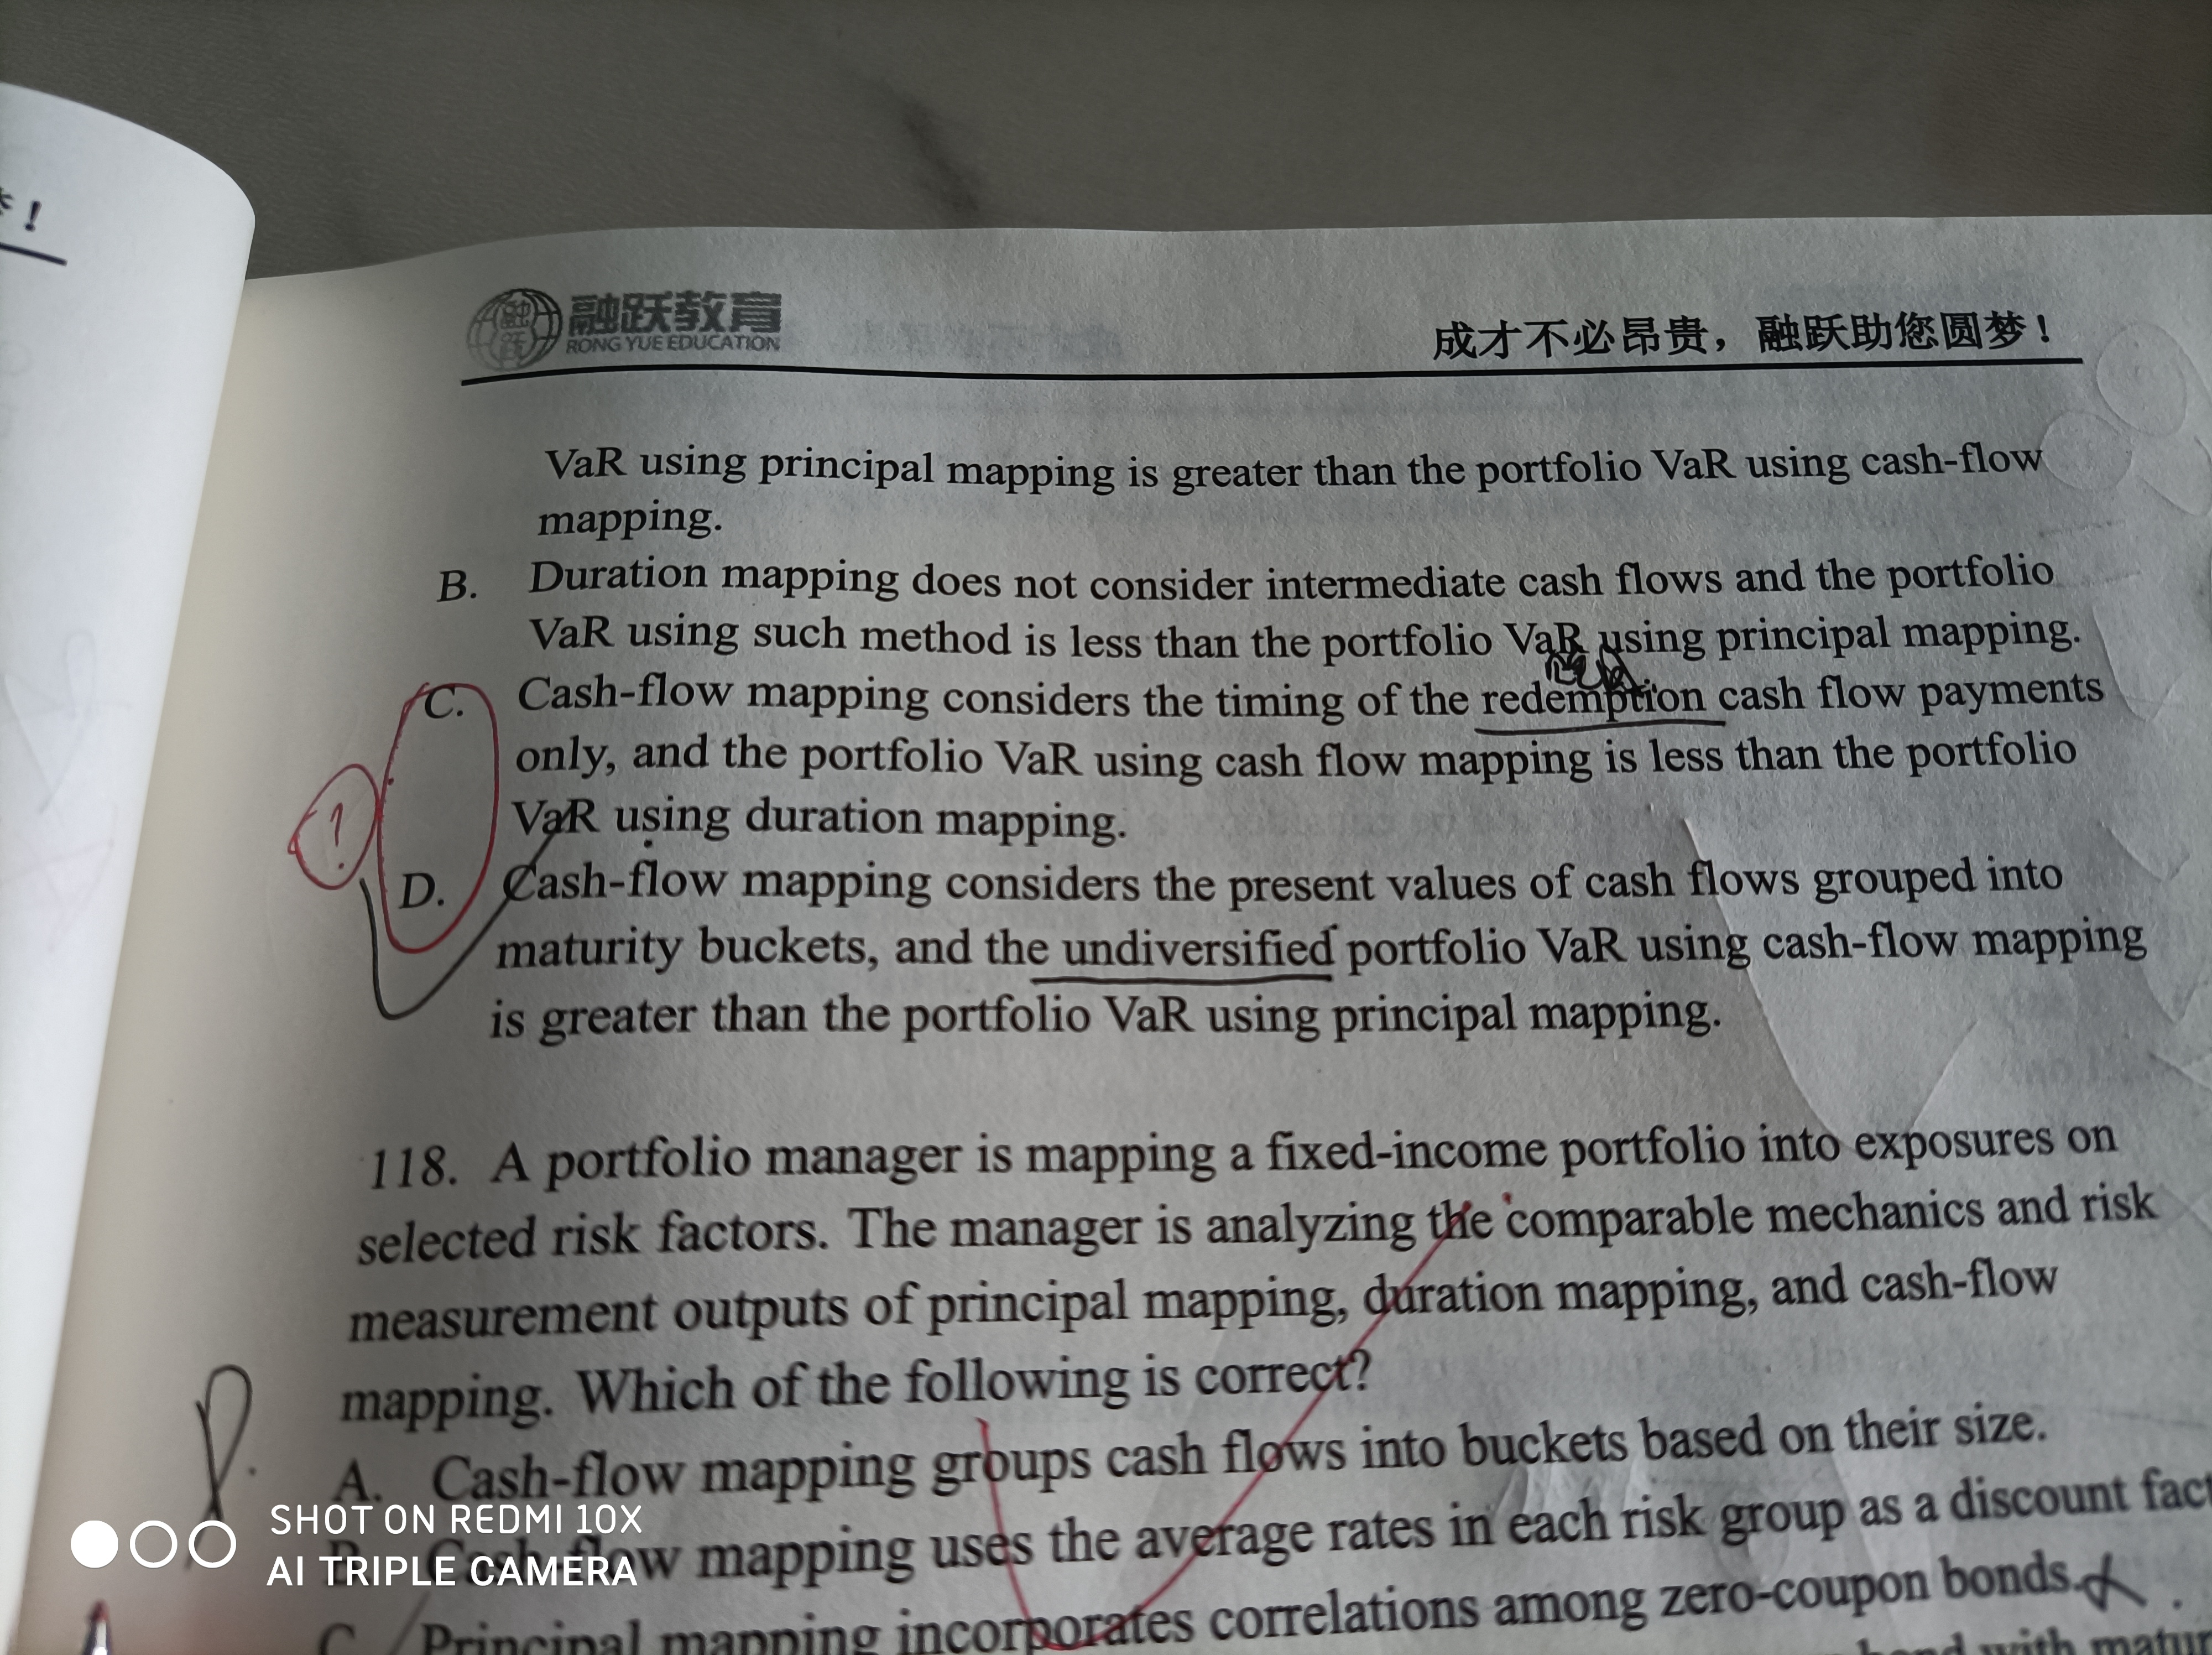 !
融跃教育
RONG YUE EDUCATION
成才不必昂贵，融跃助您圆梦！
VaR using principal mapping is greater than the portfolio VaR using cash-flow
mapping.
B. Duration mapping does not consider intermediate cash flows and the portfolio
VaR using such method is less than the portfolio VaR using principal mapping.
C. Cash-flow mapping considers the timing of the redemption cash flow payments
only, and the portfolio VaR using cash flow mapping is less than the portfolio
VaR using duration mapping.
?
D. Cash-flow mapping considers the present values of cash flows grouped into
maturity buckets, and the undiversified portfolio VaR using cash-flow mapping
is greater than the portfolio VaR using principal mapping.
118. A portfolio manager is mapping a fixed-income portfolio into exposures on
selected risk factors. The manager is analyzing the comparable mechanics and risk
measurement outputs of principal mapping, duration mapping, and cash-flow
mapping. Which of the following is correct?
A. Cash-flow mapping groups cash flows into buckets based on their size.
B. Cash-flow mapping uses the average rates in each risk group as a discount
C. Principal mapping incorporates correlations among zero-coupon bonds.
bond with
SHOT ON REDMI 10X
AI TRIPLE CAMERA